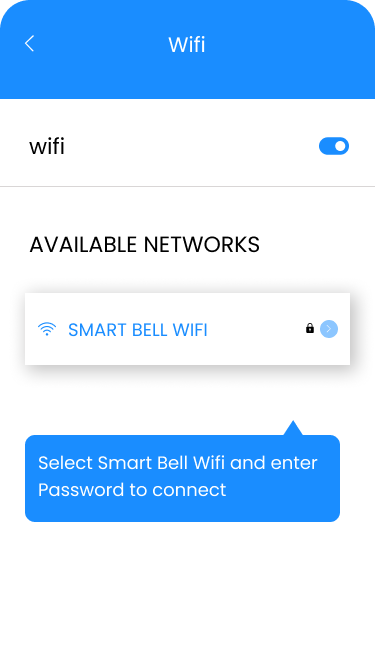 Wifi
wifi
AVAILABLE NETWORKS
SMART BELL WIFI
Select Smart Bell Wifi and enter
Password to connect